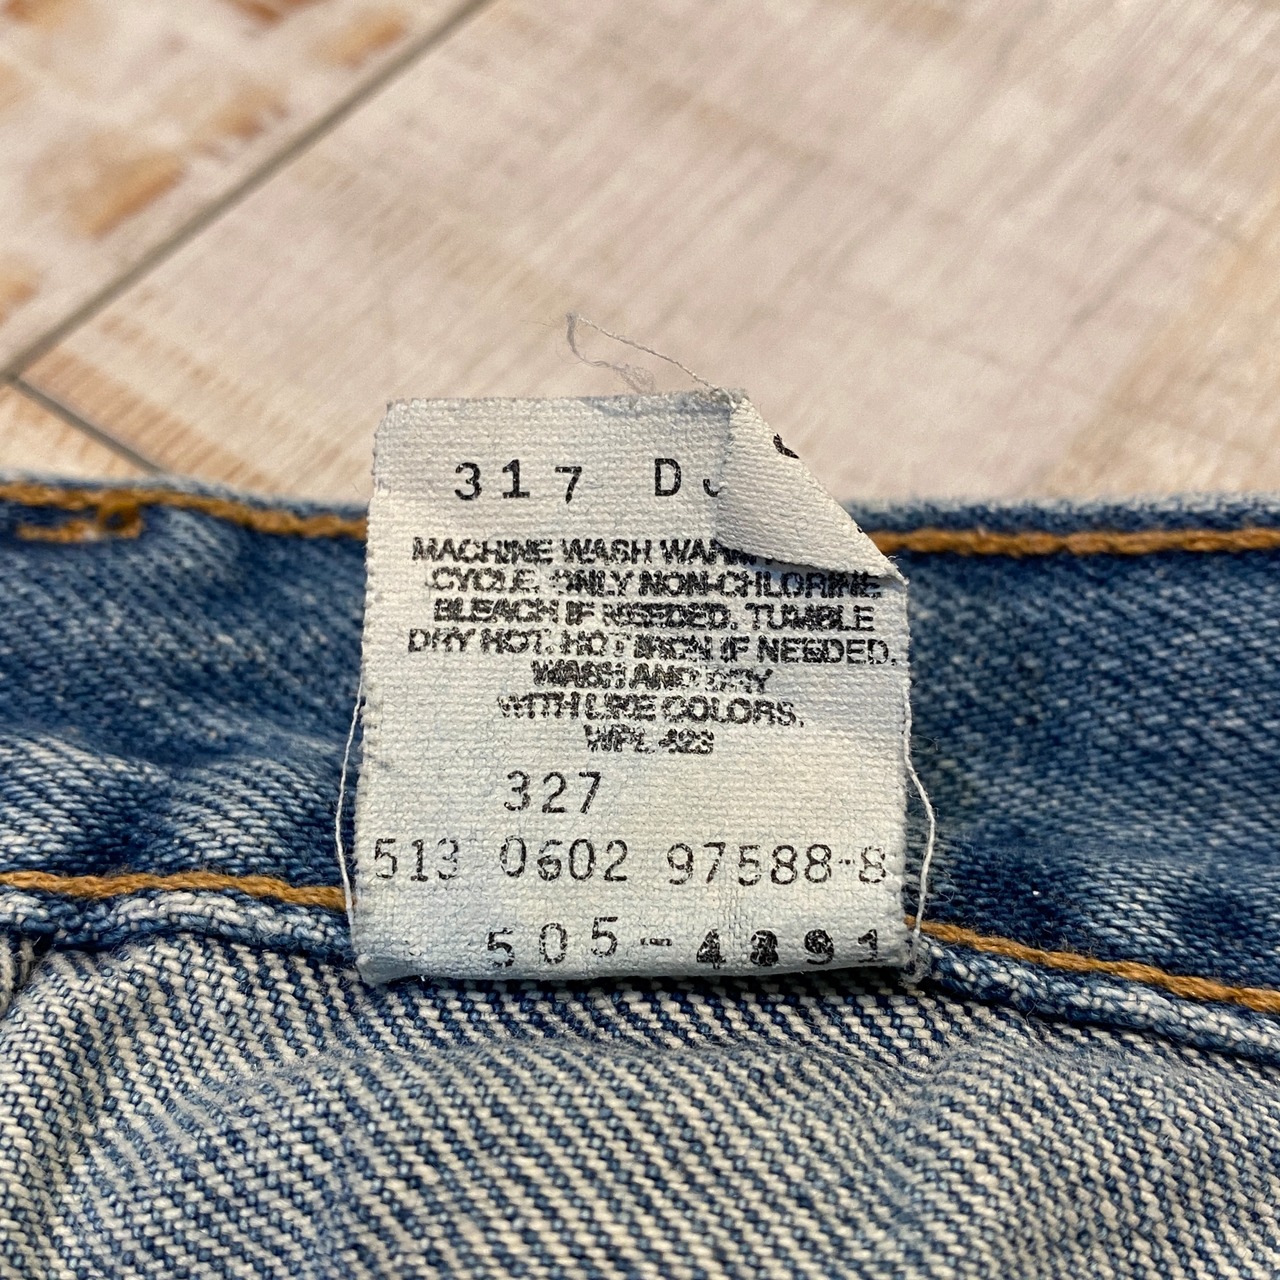 317 D
MACHINE WASH WARM
CYCLE. ONLY NON-CHLORINE
BLEACH IF NEEDED. TUMBLE
DRY HOT. HOT IRON IF NEEDED.
WASH AND DRY
WITH LIKE COLORS.
WPL 423
327
513 0602 97588-8
505-4891